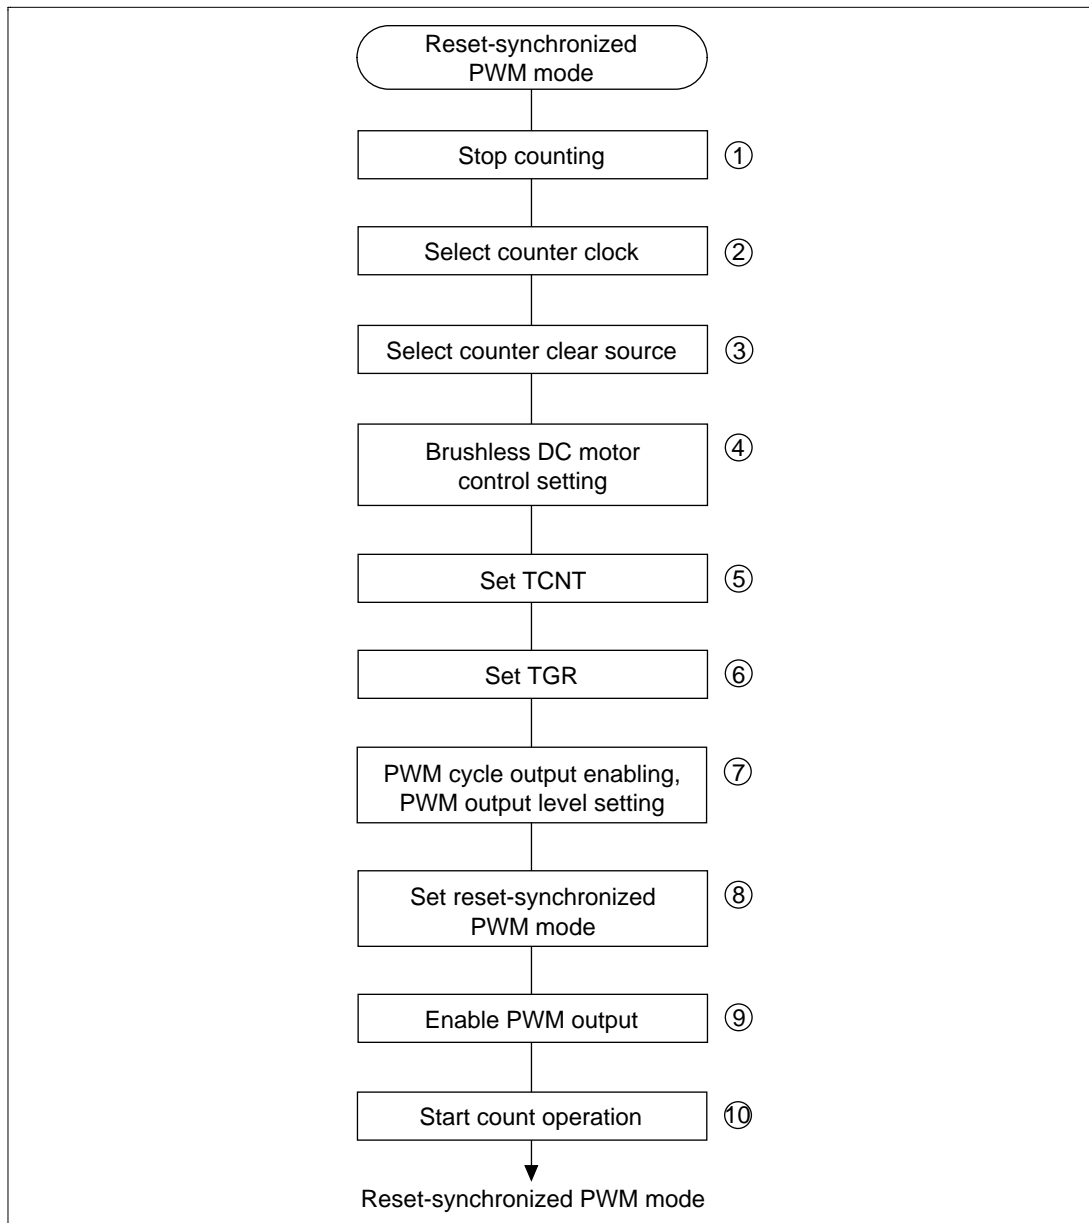 Reset-synchronized
PWM mode
Stop counting ①
Select counter clock ②
Select counter clear source ③
Brushless DC motor ④
control setting
Set TCNT ⑤
Set TGR ⑥
PWM cycle output enabling, ⑦
PWM output level setting
Set reset-synchronized ⑧
PWM mode
Enable PWM output ⑨
Start count operation ⑩
Reset-synchronized PWM mode